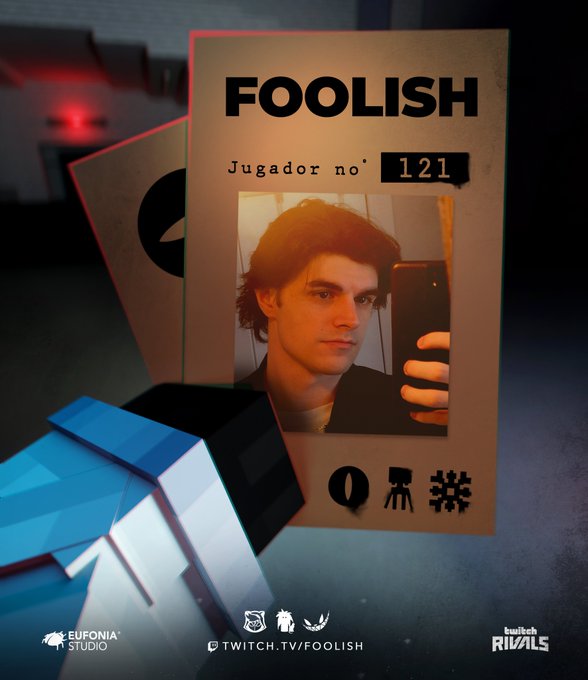 FOOLISH
Jugador no° 121
EUFONIA®
STUDIO
TWITCH.TV/FOOLISH
twitch
RIVALS